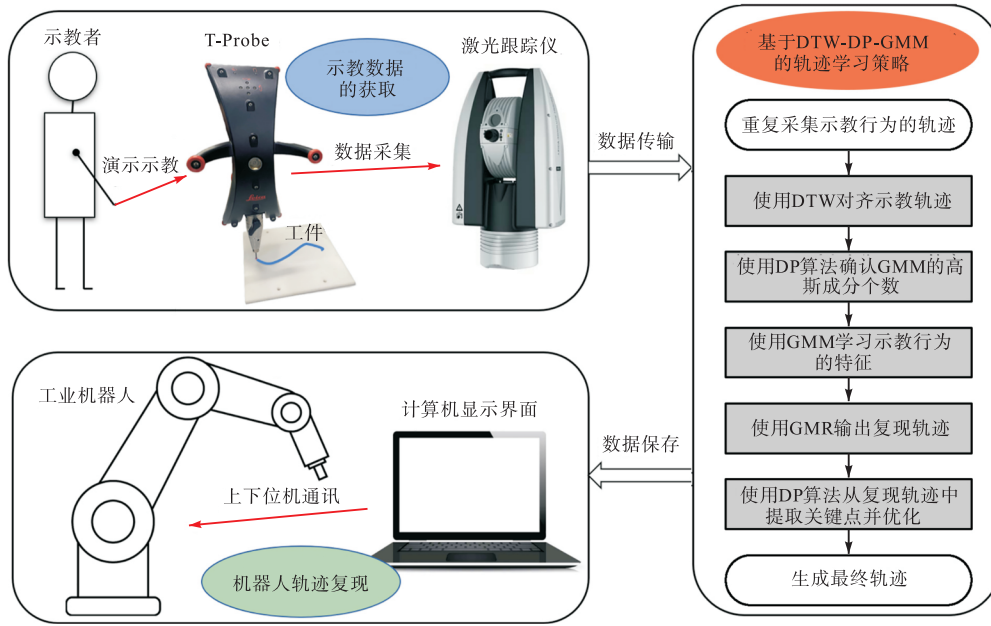 示教者
T-Probe
激光跟踪仪
示教数据
的获取
演示示教
数据采集
工件
数据传输
基于DTW-DP-GMM
的轨迹学习策略
重复采集示教行为的轨迹
使用DTW对齐示教轨迹
使用DP算法确认GMM的高
斯成分个数
使用GMM学习示教行为
的特征
使用GMR输出复现轨迹
使用DP算法从复现轨迹中
提取关键点并优化
生成最终轨迹
数据保存
工业机器人
计算机显示界面
上下位机通讯
机器人轨迹复现